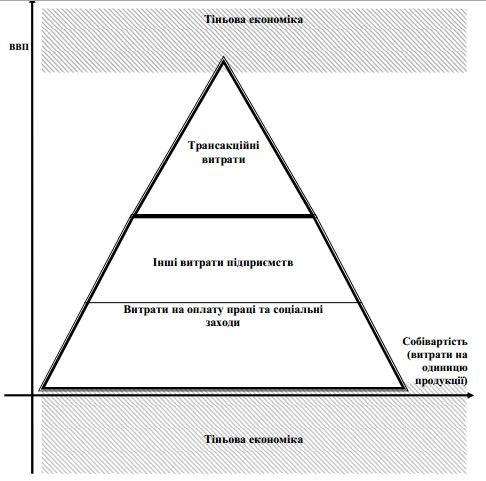 Тіньова економіка
ВВП
Трансакційні
витрати
Інші витрати підприємств
Витрати на оплату праці та соціальні
заходи
Собівартість
(витрати на
одиницю
продукції)
Тіньова економіка